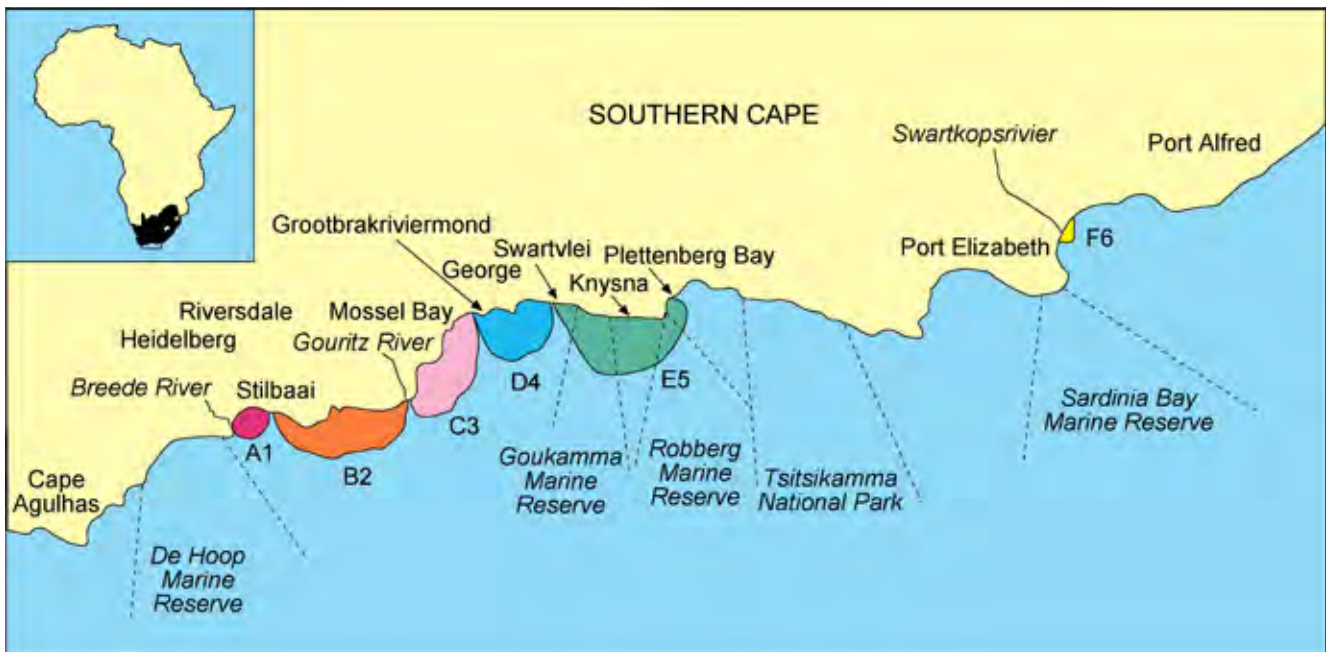 SOUTHERN CAPE
Swartkopsrivier
Port Alfred
Grootbrakriviermond
Swartvlei
Plettenberg Bay
George
Knysna
Port Elizabeth
F6
Riversdale
Mossel Bay
Heidelberg
Gouritz River
Breede River
Stilbaai
A1
B2
C3
D4
E5
Cape
Agulhas
De Hoop
Marine
Reserve
Goukamma
Marine
Reserve
Robberg
Marine
Reserve
Tsitsikamma
National Park
Sardinia Bay
Marine Reserve